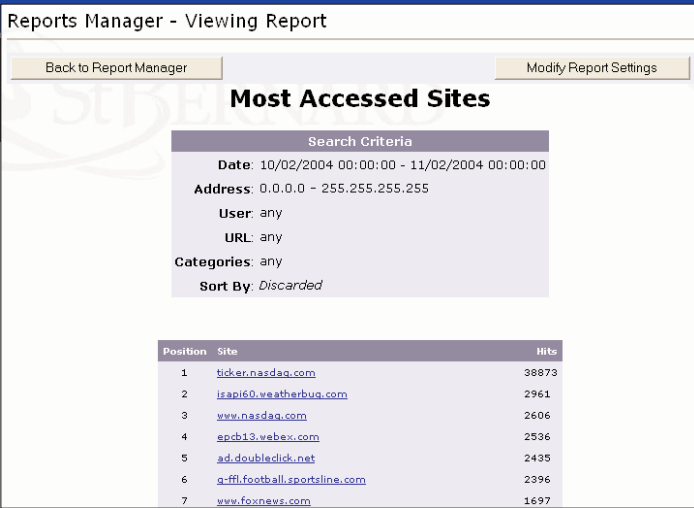 Reports Manager - Viewing Report
Back to Report Manager
Modify Report Settings
St BERNARD
Most Accessed Sites
Search Criteria
Date: 10/02/2004 00:00:00 - 11/02/2004 00:00:00
Address: 0.0.0.0 - 255.255.255.255
User: any
URL: any
Categories: any
Sort By: Discarded
Position Site Hits
1 ticker.nasdaq.com 38873
2 isapi60.weatherbug.com 2961
3 www.nasdaq.com 2606
4 epcb13.webex.com 2536
5 ad.doubleclick.net 2435
6 g-ffl.football.sportsline.com 2396
7 www.foxnews.com 1697